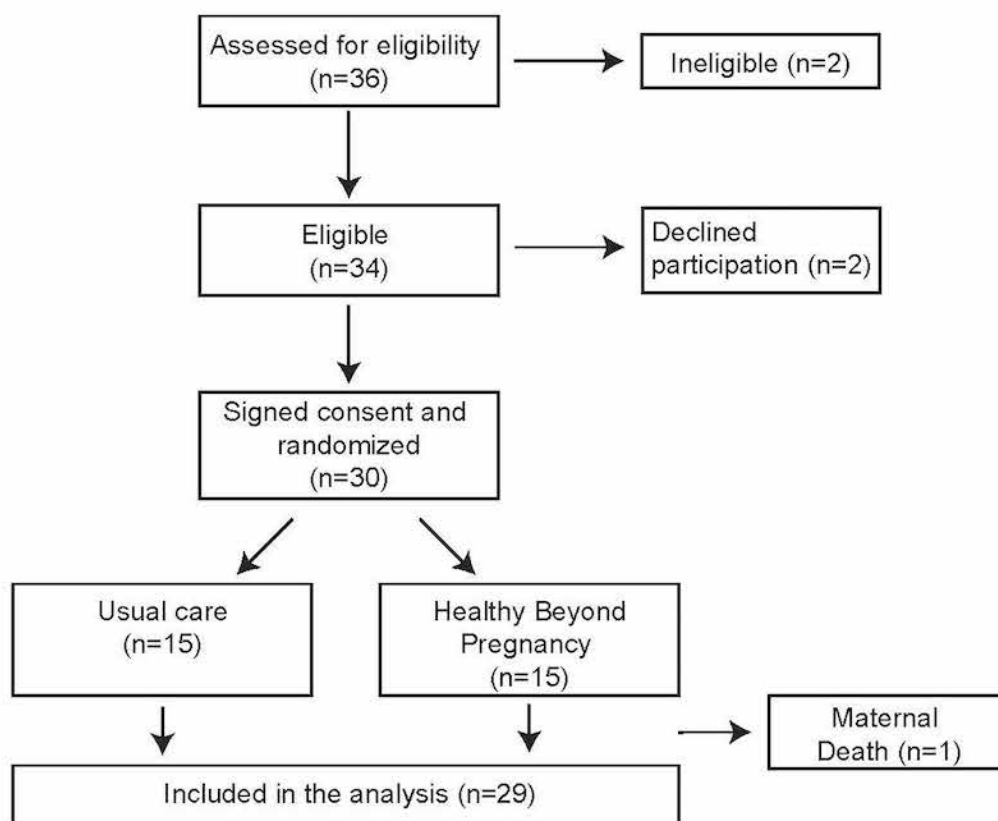 Assessed for eligibility
(n=36)
Ineligible (n=2)
Eligible
(n=34)
Declined
participation (n=2)
Signed consent and
randomized
(n=30)
Usual care
(n=15)
Healthy Beyond
Pregnancy
(n=15)
Maternal
Death (n=1)
Included in the analysis (n=29)